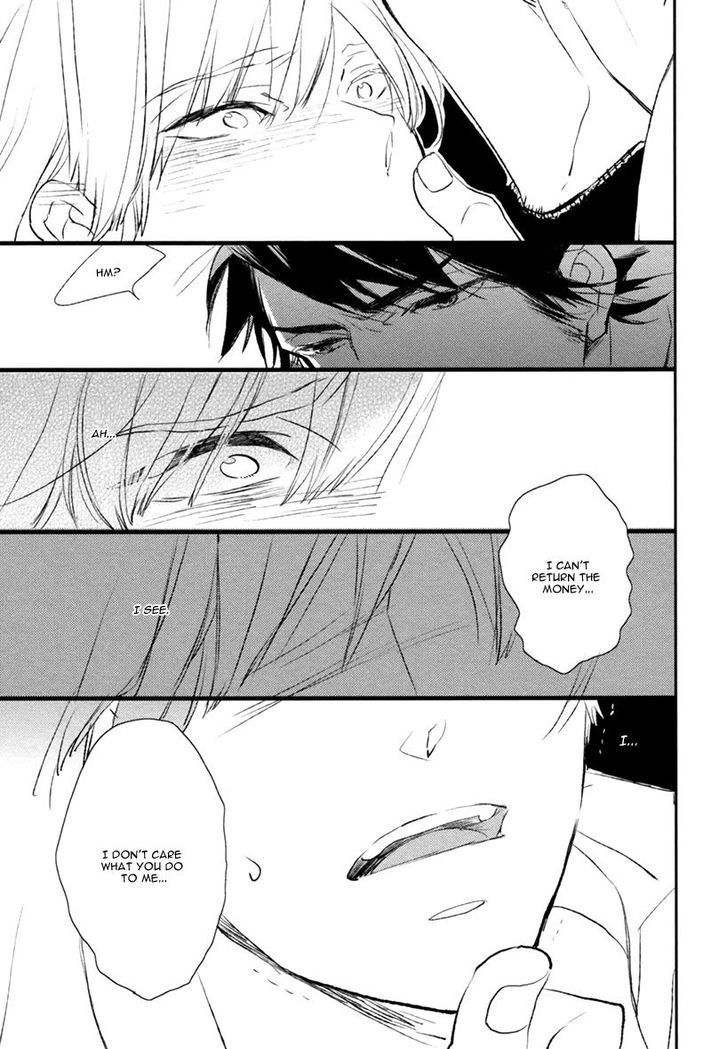 HM?
AH...
I CAN'T
RETURN THE
MONEY...
I SEE.
I...
I DON'T CARE
WHAT YOU DO
TO ME...